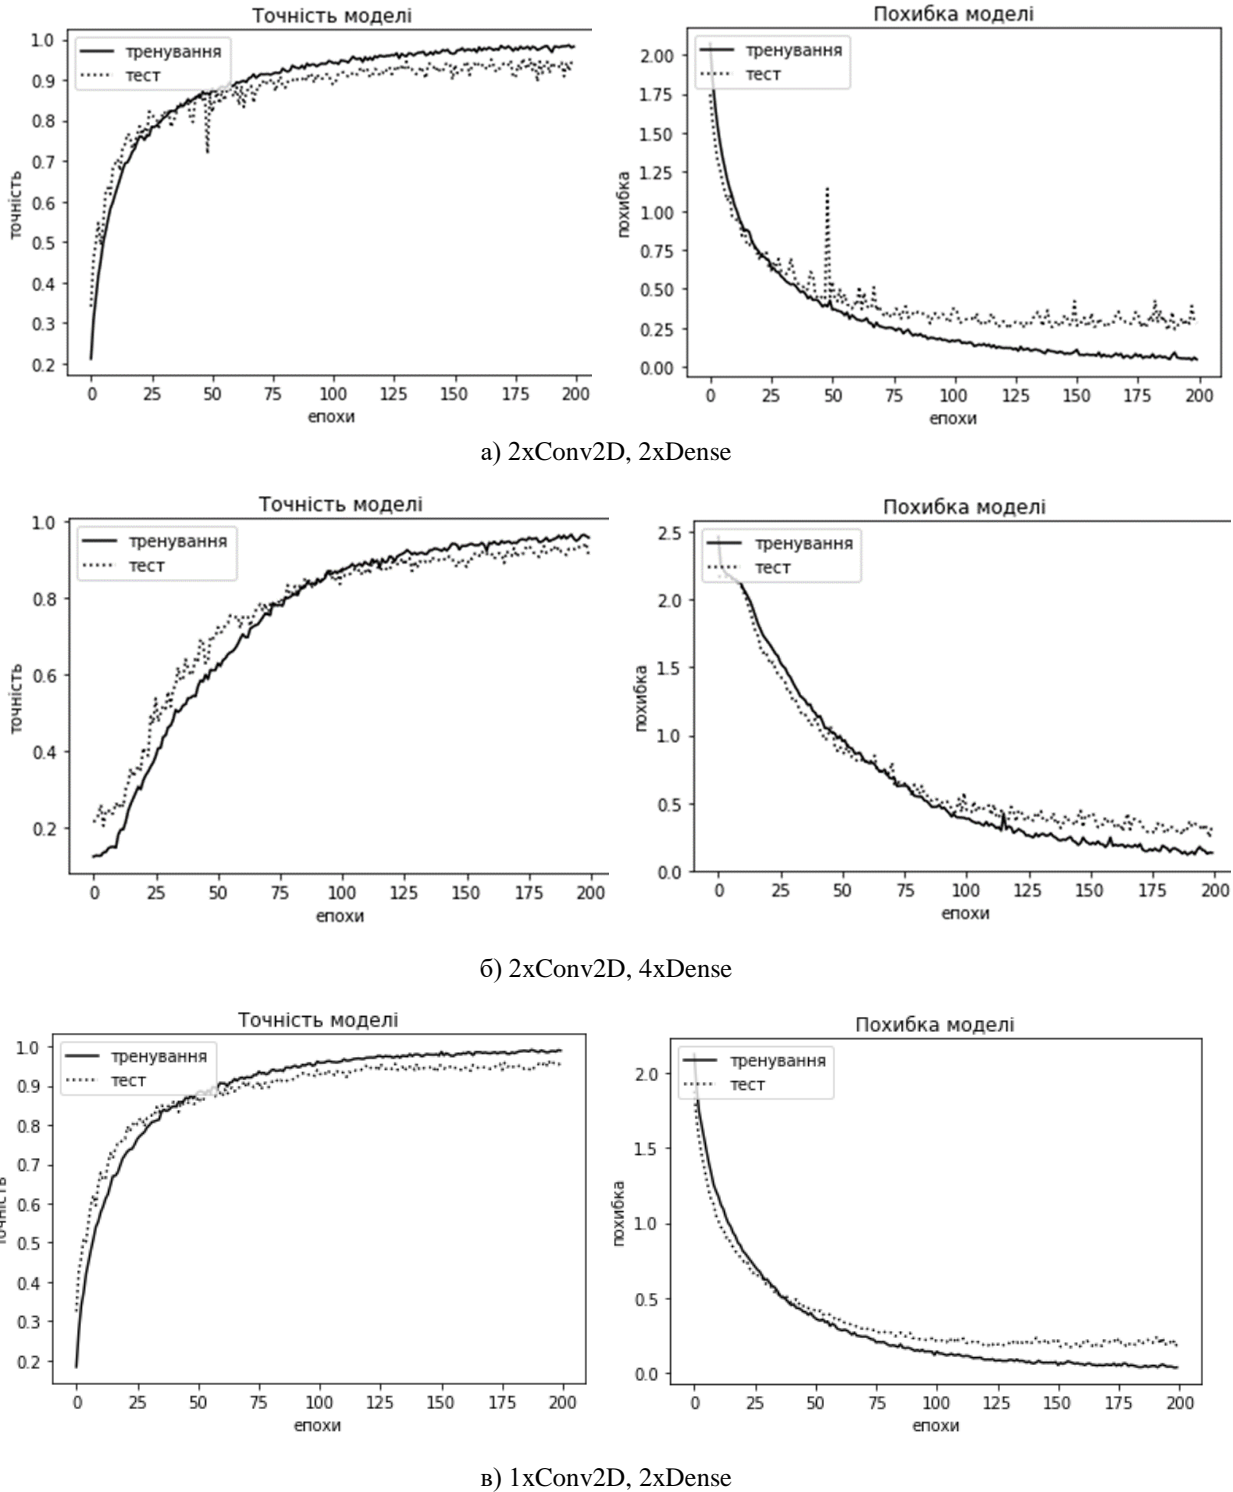 Точність моделі
тренування
тест
1.0
0.9
0.8
0.7
0.6
0.5
0.4
0.3
0.2
точність
0 25 50 75 100 125 150 175 200
епохи
Похибка моделі
тренування
тест
2.00
1.75
1.50
1.25
1.00
0.75
0.50
0.25
0.00
похибка
0 25 50 75 100 125 150 175 200
епохи
а) 2xConv2D, 2xDense
Точність моделі
тренування
тест
1.0
0.8
0.6
0.4
0.2
точність
0 25 50 75 100 125 150 175 200
епохи
Похибка моделі
тренування
тест
2.5
2.0
1.5
1.0
0.5
0.0
похибка
0 25 50 75 100 125 150 175 200
епохи
б) 2xConv2D, 4xDense
Точність моделі
тренування
тест
1.0
0.9
0.8
0.7
0.6
0.5
0.4
0.3
0.2
точність
0 25 50 75 100 125 150 175 200
епохи
Похибка моделі
тренування
тест
2.0
1.5
1.0
0.5
0.0
похибка
0 25 50 75 100 125 150 175 200
епохи
в) 1xConv2D, 2xDense